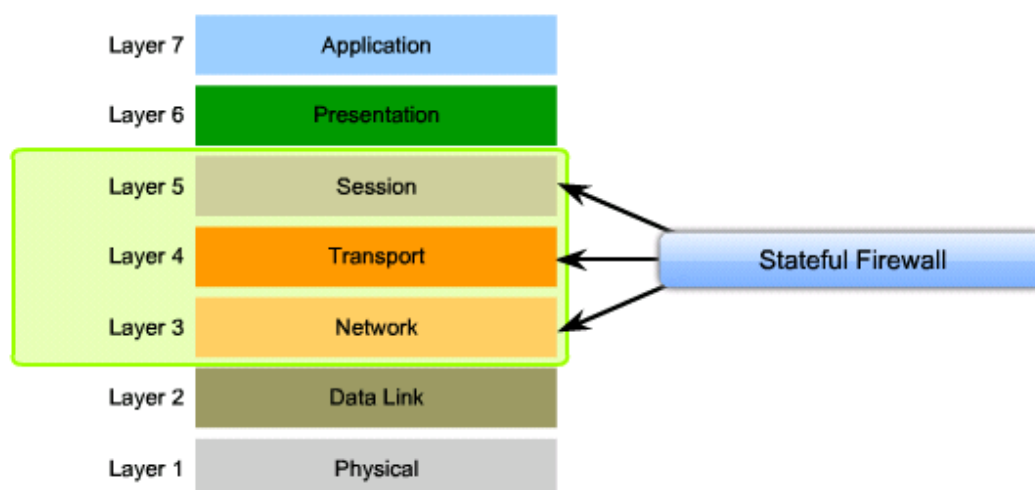 Layer 7 Application
Layer 6 Presentation
Layer 5 Session
Layer 4 Transport
Stateful Firewall
Layer 3 Network
Layer 2 Data Link
Layer 1 Physical